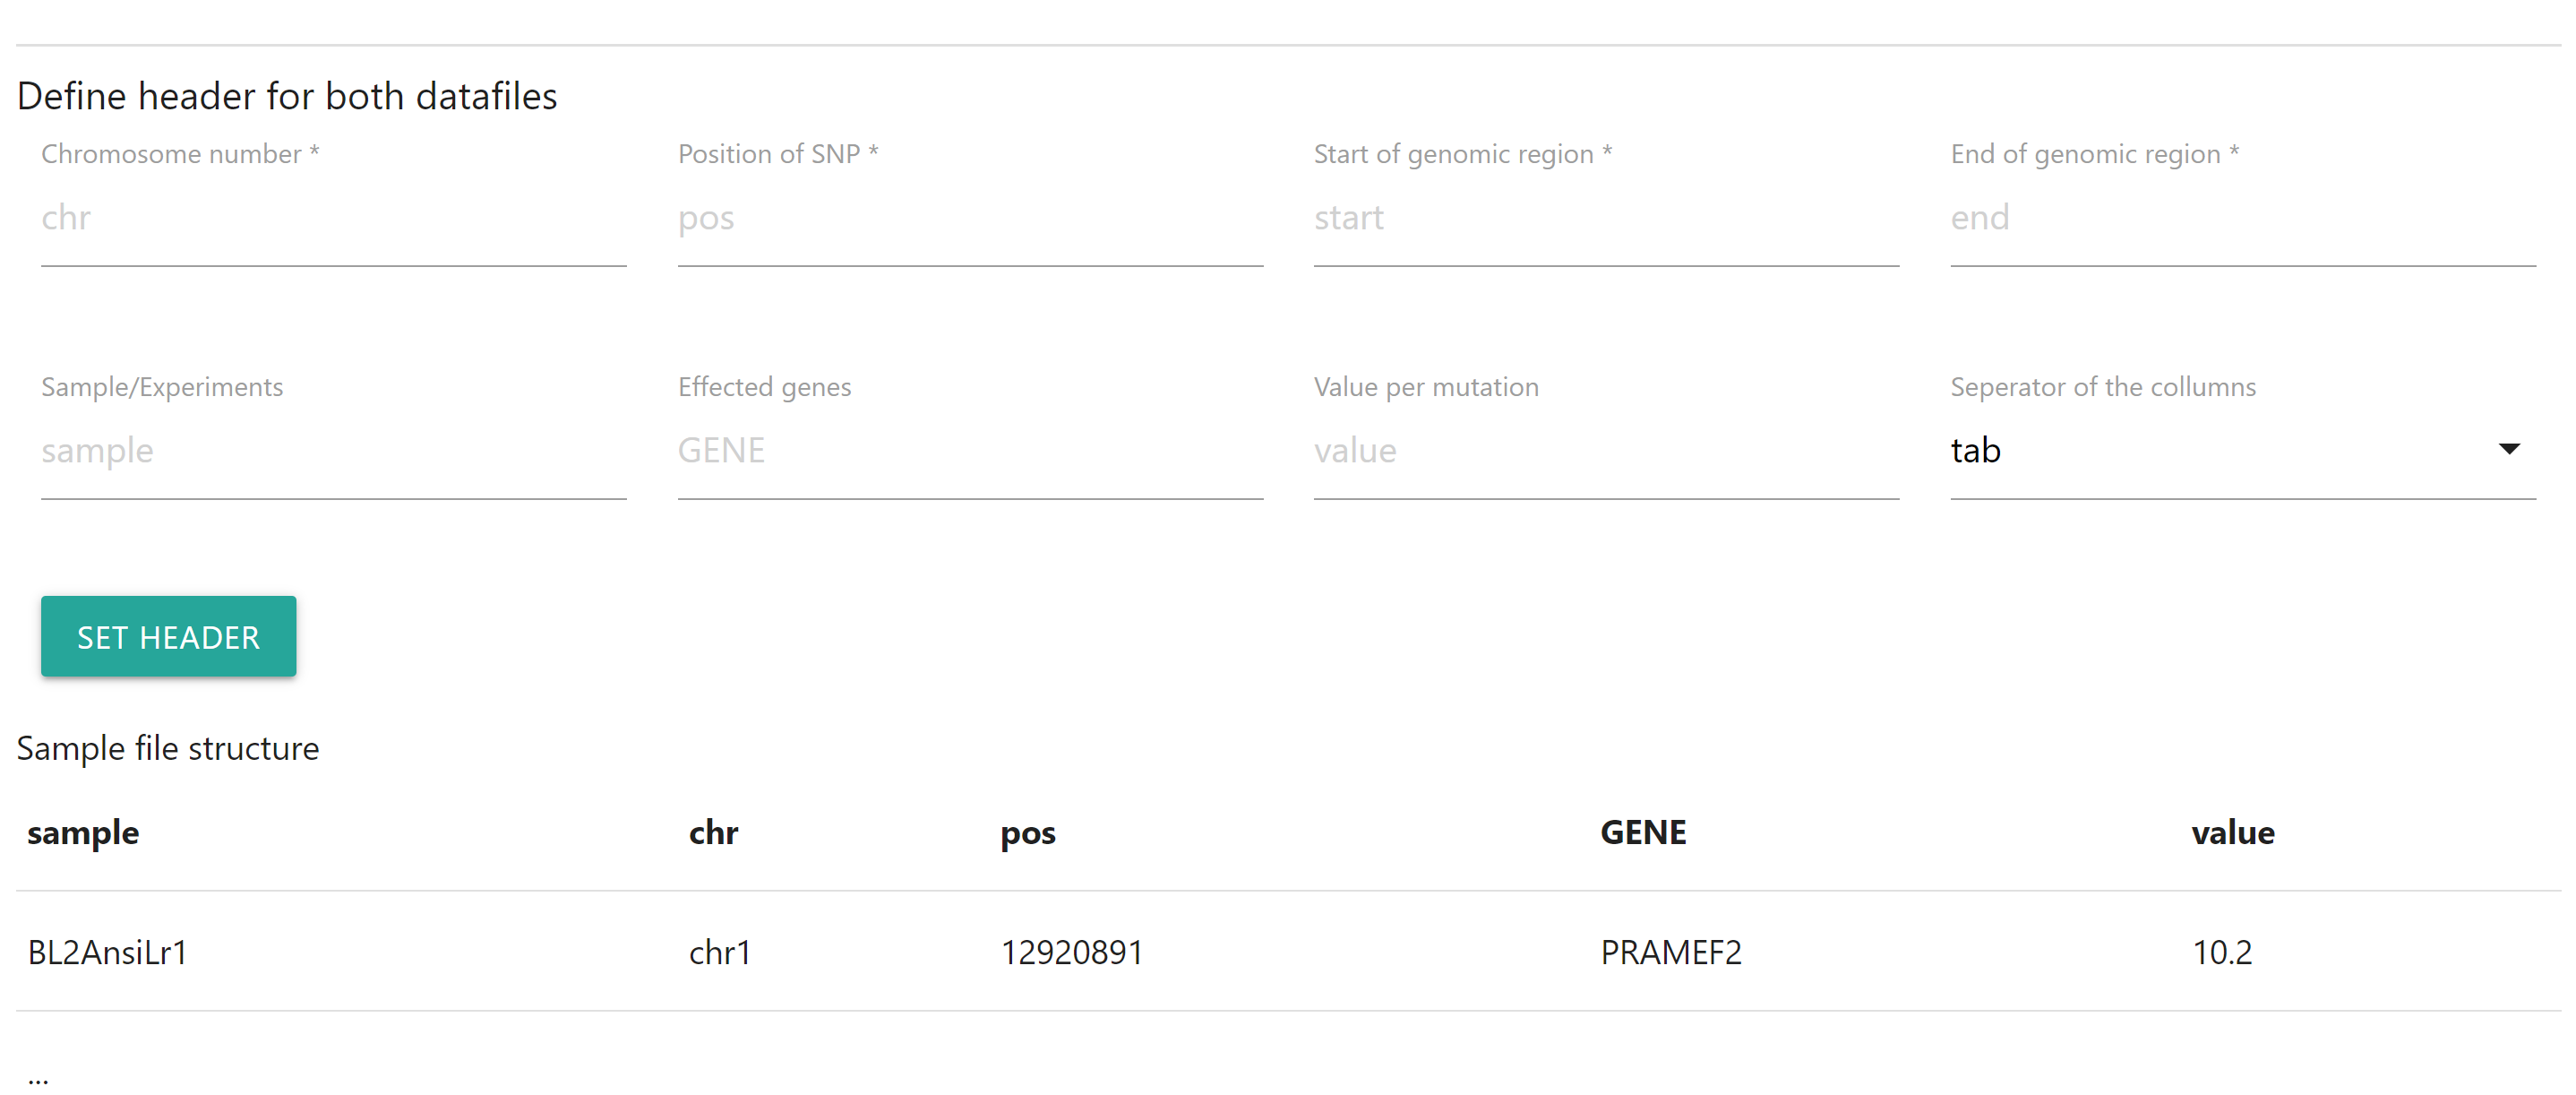 Define header for both datafiles
Chromosome number * Position of SNP * Start of genomic region * End of genomic region *
chr pos start end
Sample/Experiments Effected genes Value per mutation Seperator of the collumns
sample GENE value tab
SET HEADER
Sample file structure
sample chr pos GENE value
BL2AnsiLr1 chr1 12920891 PRAMEF2 10.2
...